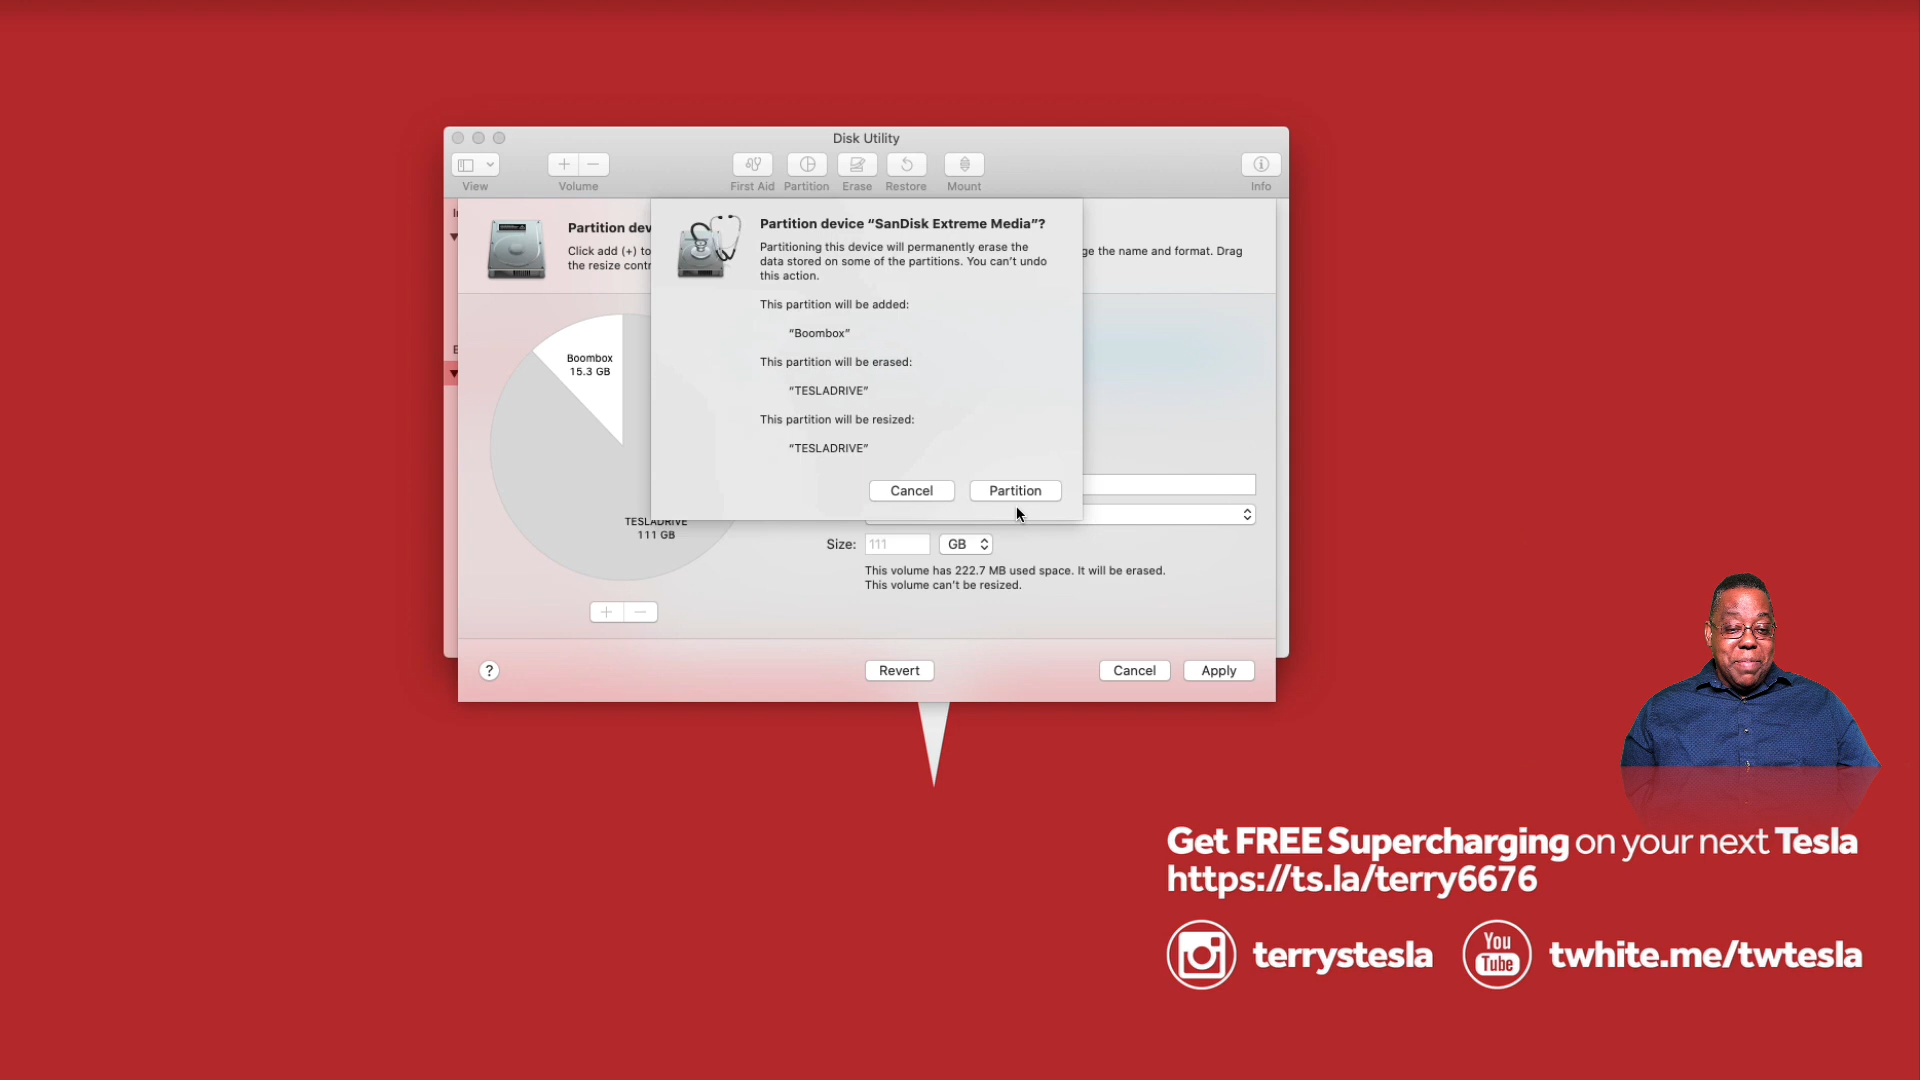 Disk Utility
View
Volume
First Aid
Partition
Erase
Restore
Mount
Info
Partition dev
Click add (+) to
the resize contr
ge the name and format. Drag
Partition device “SanDisk Extreme Media”?
Partitioning this device will permanently erase the
data stored on some of the partitions. You can’t undo
this action.
This partition will be added:
“Boombox”
This partition will be erased:
“TESLADRIVE”
This partition will be resized:
“TESLADRIVE”
Cancel
Partition
Boombox
15.3 GB
TESLADRIVE
111 GB
Size: 111 GB
This volume has 222.7 MB used space. It will be erased.
This volume can’t be resized.
?
Revert
Cancel
Apply
Get FREE Supercharging on your next Tesla
https://ts.la/terry6676
terrystesla
You
Tube
twhite.me/twtesla